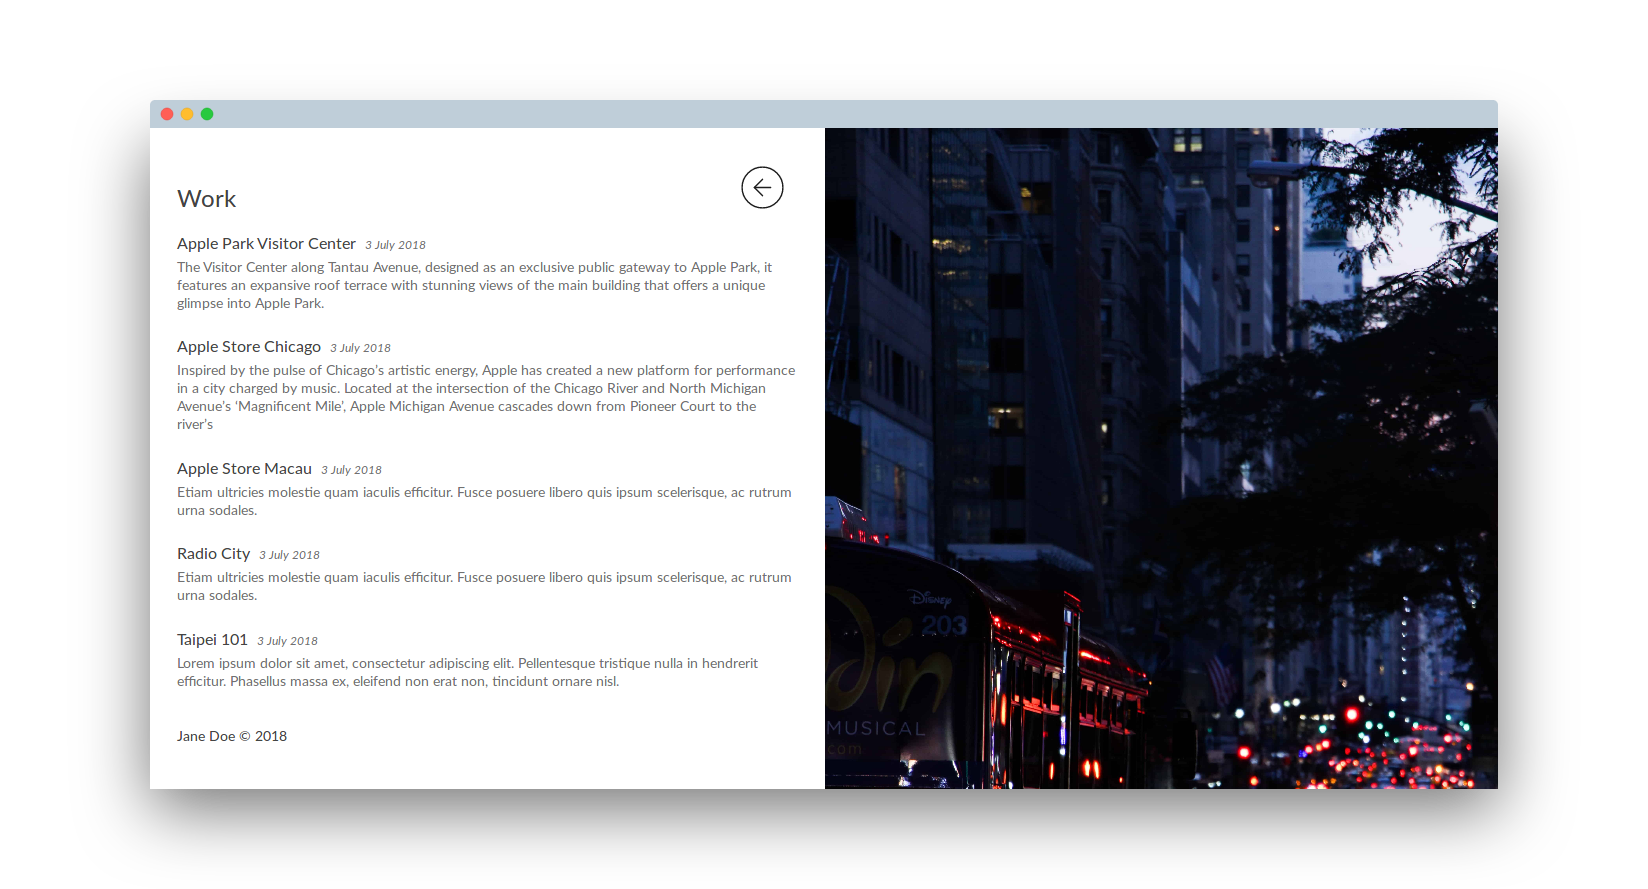 Work
Apple Park Visitor Center 3 July 2018
The Visitor Center along Tantau Avenue, designed as an exclusive public gateway to Apple Park, it
features an expansive roof terrace with stunning views of the main building that offers a unique
glimpse into Apple Park.
Apple Store Chicago 3 July 2018
Inspired by the pulse of Chicago’s artistic energy, Apple has created a new platform for performance
in a city charged by music. Located at the intersection of the Chicago River and North Michigan
Avenue’s ‘Magnificent Mile’, Apple Michigan Avenue cascades down from Pioneer Court to the
river’s
Apple Store Macau 3 July 2018
Etiam ultricies molestie quam iaculis efficitur. Fusce posuere libero quis ipsum scelerisque, ac rutrum
urna sodales.
Radio City 3 July 2018
Etiam ultricies molestie quam iaculis efficitur. Fusce posuere libero quis ipsum scelerisque, ac rutrum
urna sodales.
Taipei 101 3 July 2018
Lorem ipsum dolor sit amet, consectetur adipiscing elit. Pellentesque tristique nulla in hendrerit
efficitur. Phasellus massa ex, eleifend non erat non, tincidunt ornare nisl.
Jane Doe © 2018
Disney
203
MUSICAL
.com